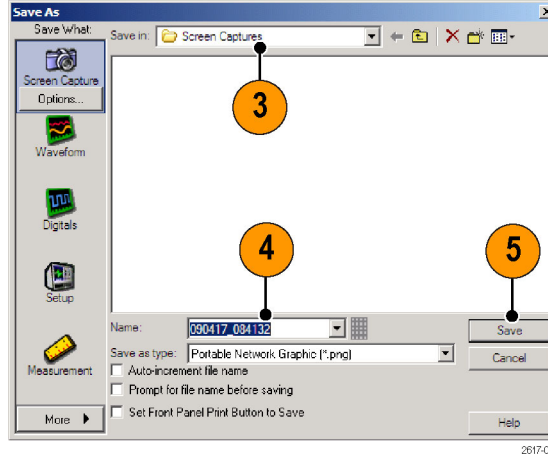 Save As
Save What:
Save in: Screen Captures
Screen Capture
Options...
3
Waveform
Digitals
4
5
Setup
Name: 090417_084132
Save
Save as type: Portable Network Graphic (*.png)
Cancel
Measurement
Auto-increment file name
Prompt for file name before saving
Set Front Panel Print Button to Save
More
Help